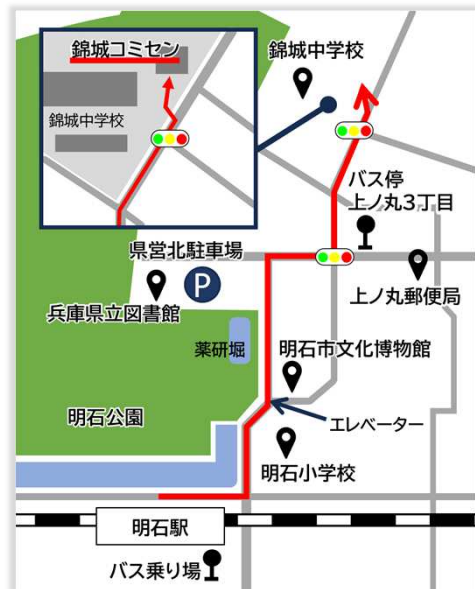 錦城コミセン
錦城中学校
錦城中学校
バス停
上ノ丸3丁目
県営北駐車場
P
兵庫県立図書館
上ノ丸郵便局
薬研堀
明石市文化博物館
明石公園
エレベーター
明石小学校
明石駅
バス乗り場